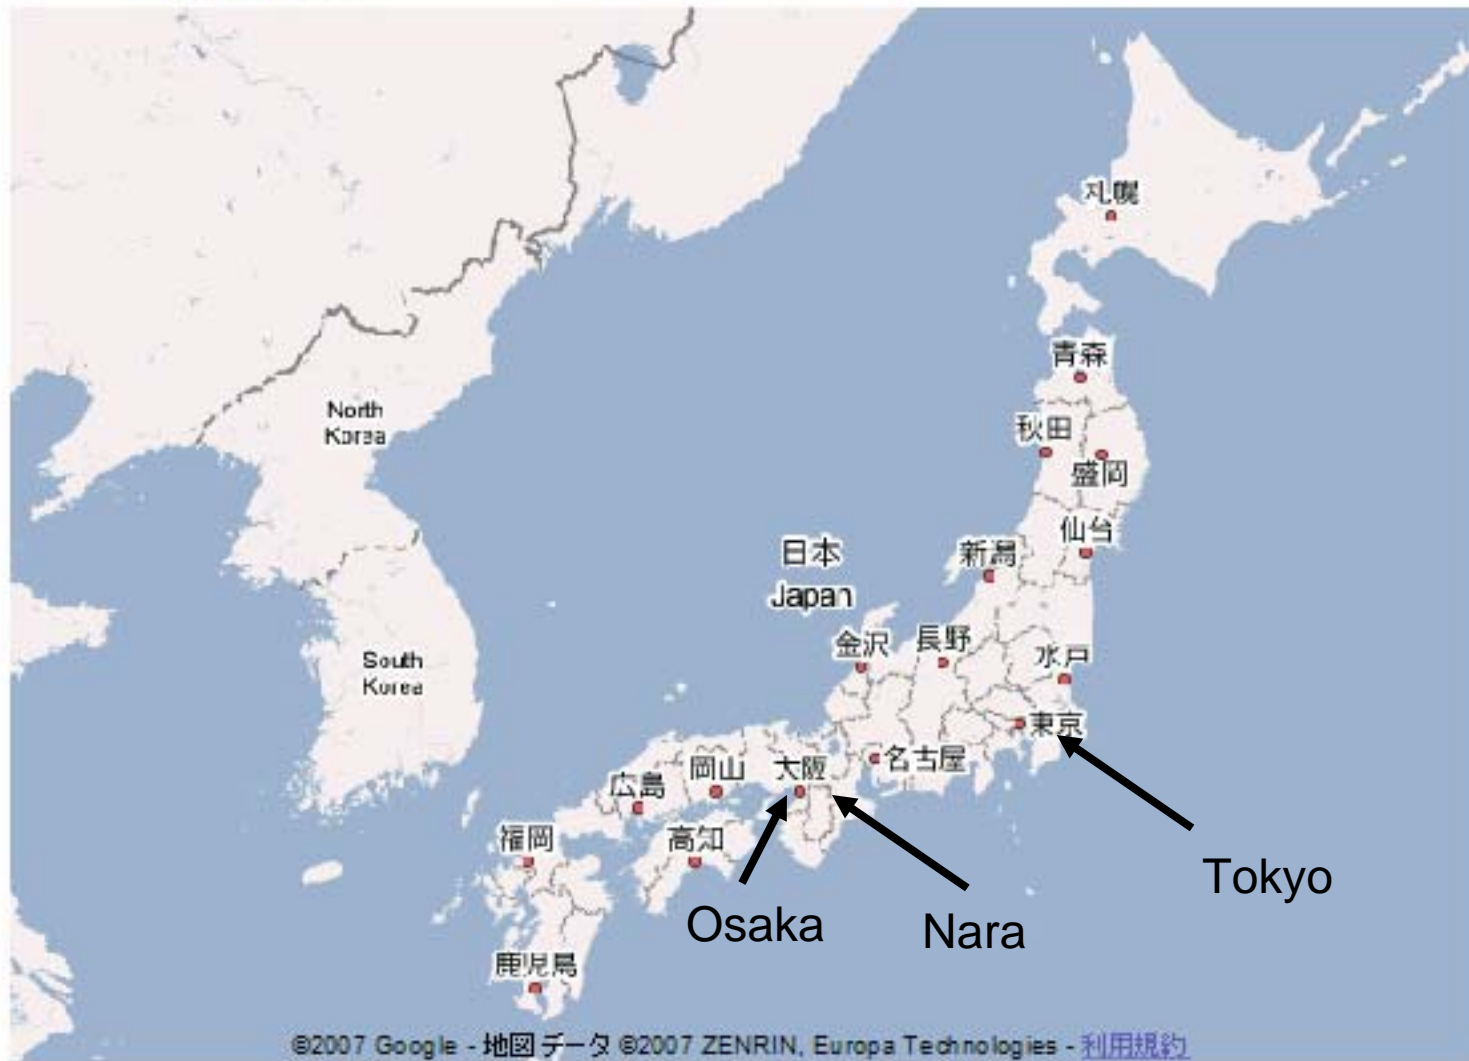 札幌
青森
North
Korea
秋田
盛岡
仙台
日本
Japan
新潟
金沢
長野
水戸
South
Korea
東京
名古屋
大阪
岡山
広島
福岡
高知
Tokyo
Osaka
Nara
鹿児島
©2007 Google - 地図データ ©2007 ZENRIN, Europa Technologies - 利用規約